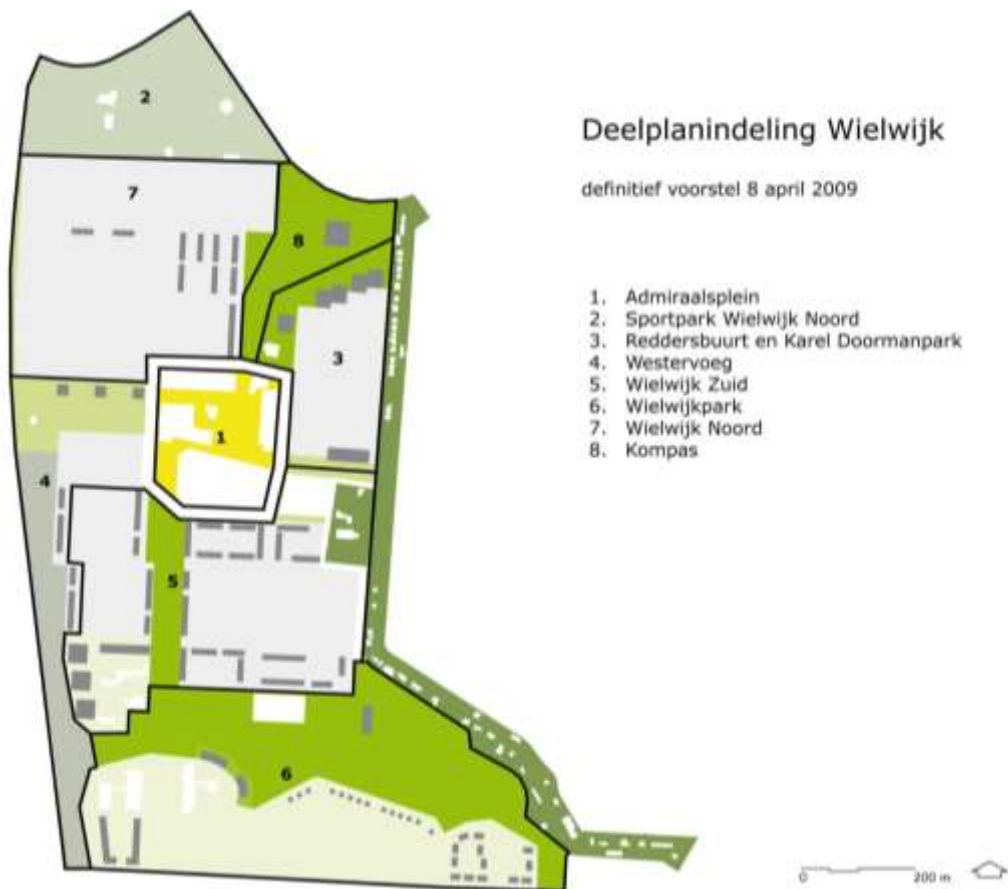 Deelplanindeling Wielwijk
definitief voorstel 8 april 2009
1. Admiraalsplein
2. Sportpark Wielwijk Noord
3. Reddersbuurt en Karel Doormanpark
4. Westervoeg
5. Wielwijk Zuid
6. Wielwijkpark
7. Wielwijk Noord
8. Kompas
2
7
8
3
1
4
5
6
0 200 m